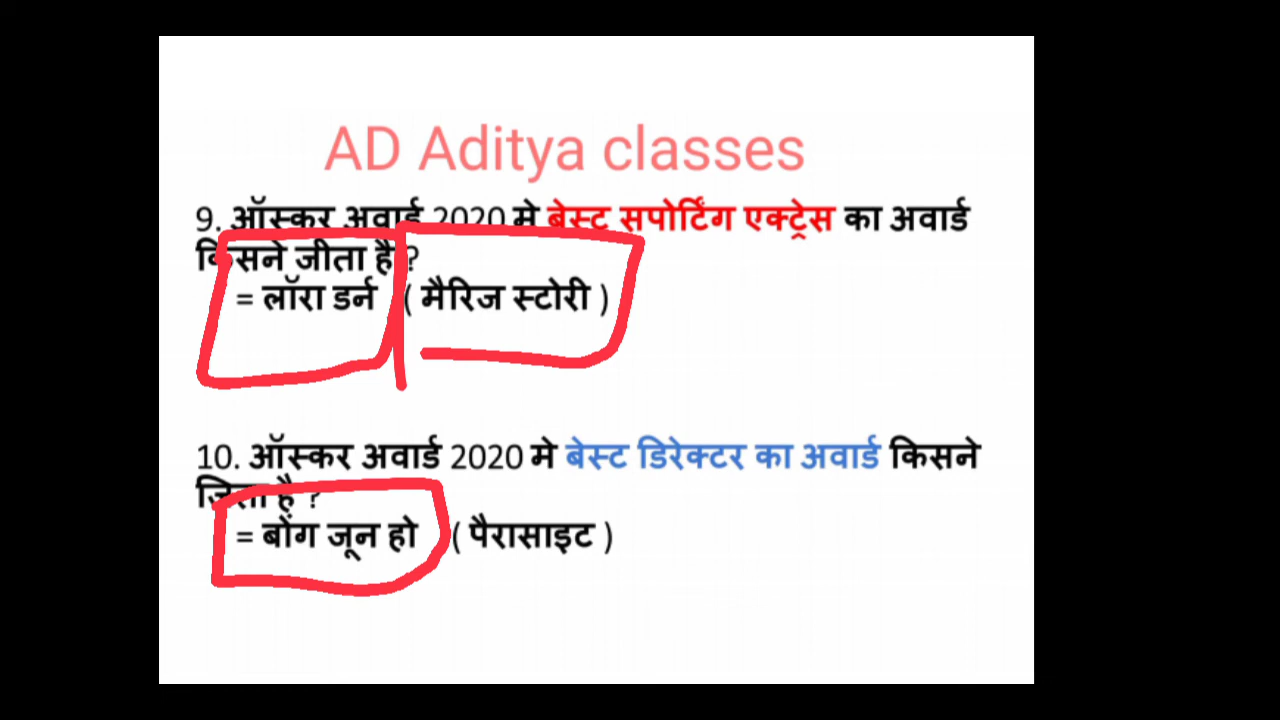 AD Aditya classes
9. ऑस्कर अवार्ड 2020 मे बेस्ट सपोर्टिंग एक्ट्रेस का अवार्ड
किसने जीता है ?
= लॉरा डर्न ( मैरिज स्टोरी )
10. ऑस्कर अवार्ड 2020 मे बेस्ट डिरेक्टर का अवार्ड किसने
जिता है ?
= बोंग जून हो ( पैरासाइट )